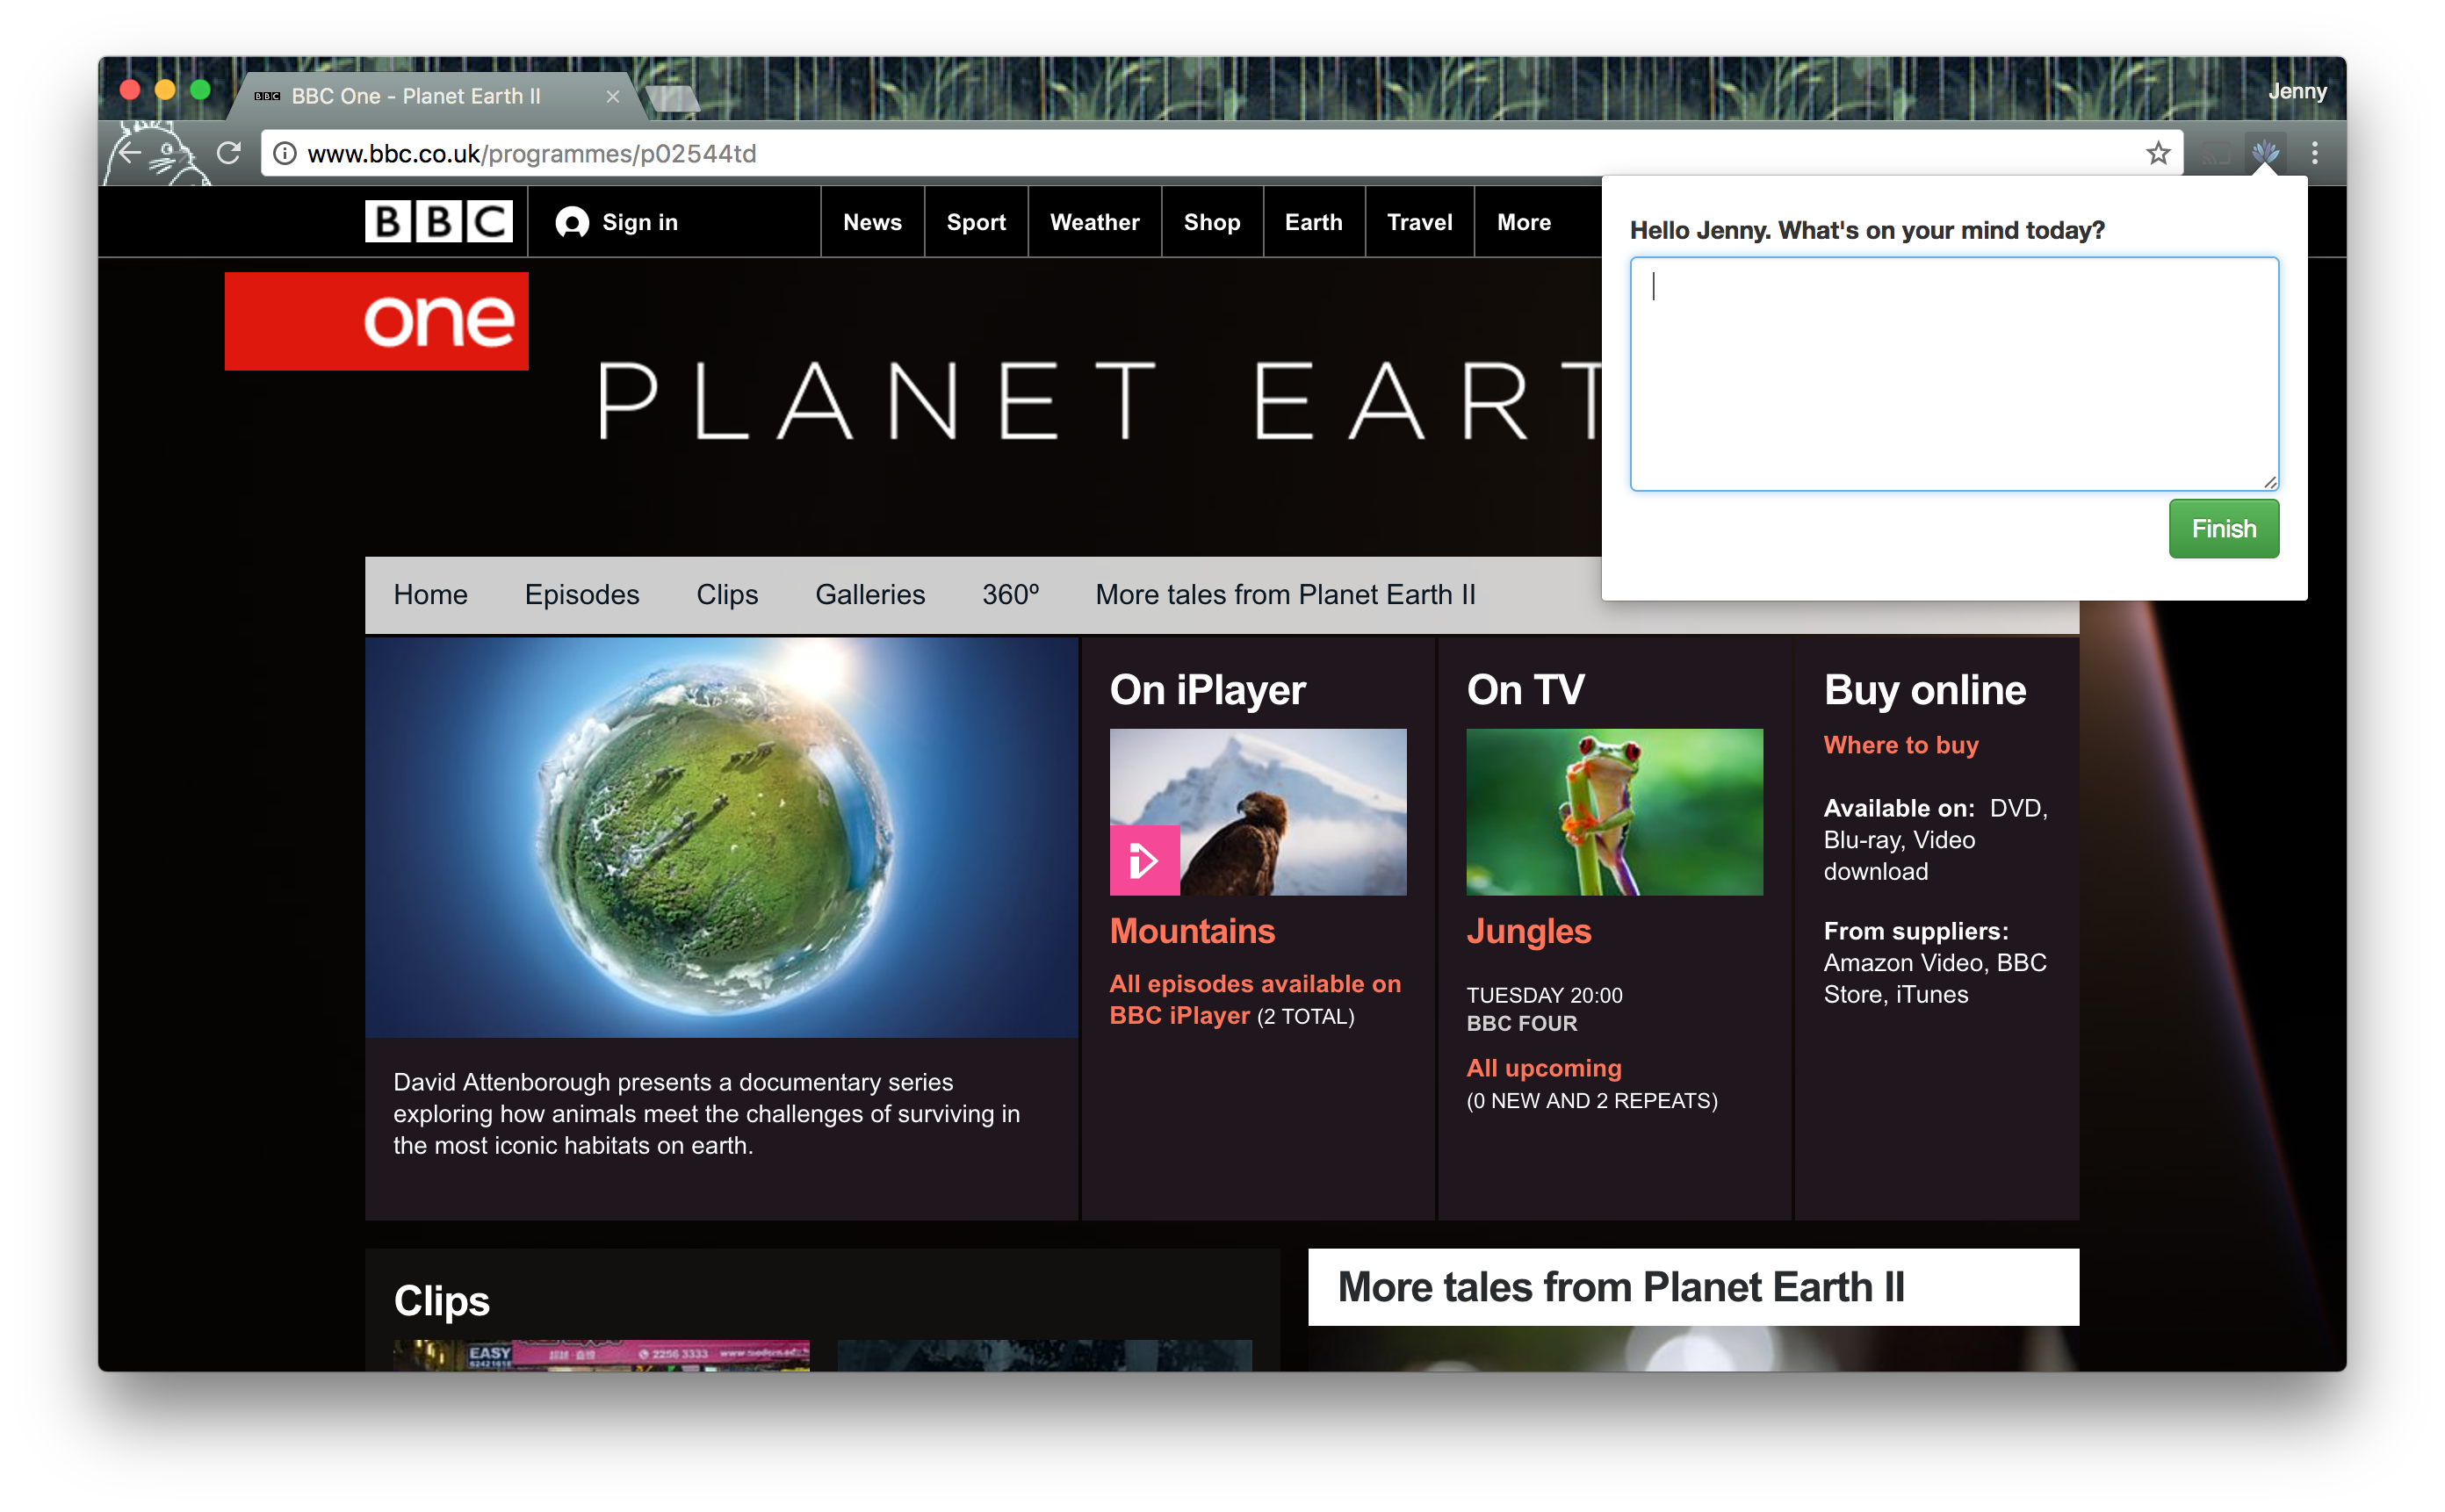 BBC BBC One - Planet Earth II
Jenny
www.bbc.co.uk/programmes/p02544td
BBC Sign in News Sport Weather Shop Earth Travel More
Hello Jenny. What's on your mind today?
Finish
one
PLANET EART
Home Episodes Clips Galleries 360º More tales from Planet Earth II
On iPlayer
Mountains
All episodes available on
BBC iPlayer (2 TOTAL)
On TV
Jungles
TUESDAY 20:00
BBC FOUR
All upcoming
(0 NEW AND 2 REPEATS)
Buy online
Where to buy
Available on: DVD,
Blu-ray, Video
download
From suppliers:
Amazon Video, BBC
Store, iTunes
David Attenborough presents a documentary series
exploring how animals meet the challenges of surviving in
the most iconic habitats on earth.
Clips
EASY
62421618
2256 3333
More tales from Planet Earth II